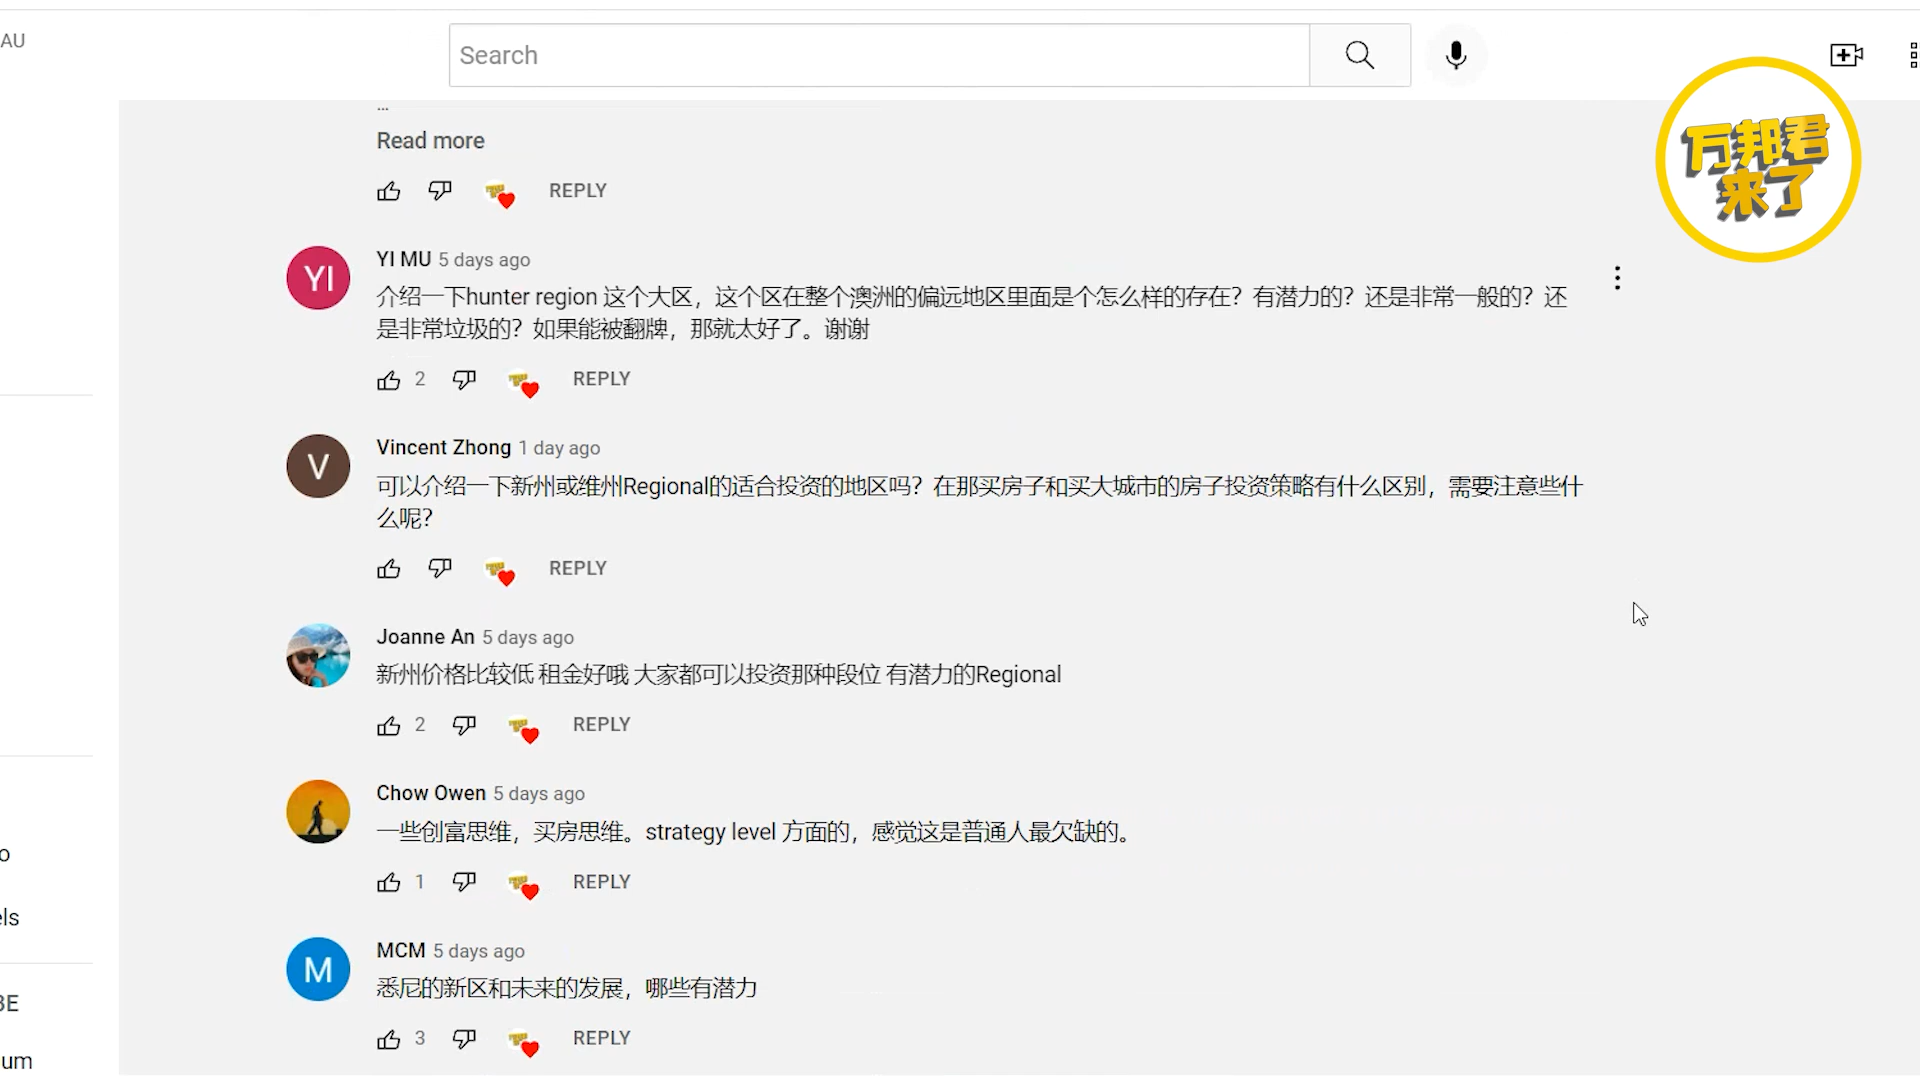 AU
Search
万邦君
来了
...
Read more
REPLY
YI
YI MU 5 days ago
介绍一下hunter region 这个大区，这个区在整个澳洲的偏远地区里面是个怎么样的存在？有潜力的？还是非常一般的？还
是非常垃圾的？如果能被翻牌，那就太好了。谢谢
2 REPLY
V
Vincent Zhong 1 day ago
可以介绍一下新州或维州Regional的适合投资的地区吗？在那买房子和买大城市的房子投资策略有什么区别，需要注意些什
么呢？
REPLY
Joanne An 5 days ago
新州价格比较低 租金好哦 大家都可以投资那种段位 有潜力的Regional
2 REPLY
Chow Owen 5 days ago
一些创富思维，买房思维。strategy level 方面的，感觉这是普通人最欠缺的。
1 REPLY
M
MCM 5 days ago
悉尼的新区和未来的发展，哪些有潜力
3 REPLY
o
els
BE
um